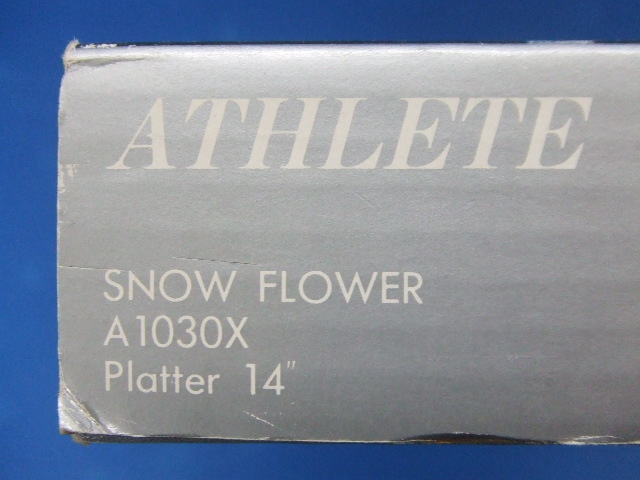 ATHLETE
SNOW FLOWER
A1030X
Platter 14"